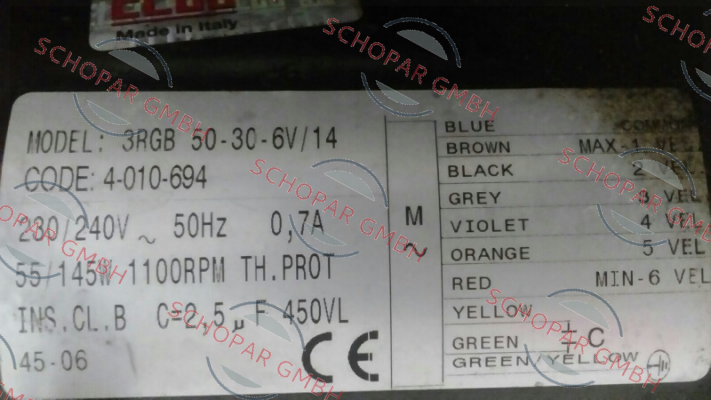 Made in Italy
MODEL: 3RGB 50-30-6V/14
CODE: 4-010-694
230/240V ~ 50Hz 0,7A
55/145W 1100RPM TH.PROT
INS.CL.B C=2,5 µF 450VL
45-06
CE
M
~
BLUE
BROWN MAX-1 VEL
BLACK 2 VEL
GREY 3 VEL
VIOLET 4 VEL
ORANGE 5 VEL
RED MIN-6 VEL
YELLOW
GREEN C
GREEN/YELLOW
SCHOPAR GMBH
SCHOPAR GMBH
SCHOPAR GMBH
SCHOPAR GMBH
SCHOPAR GMBH
SCHOPAR GMBH